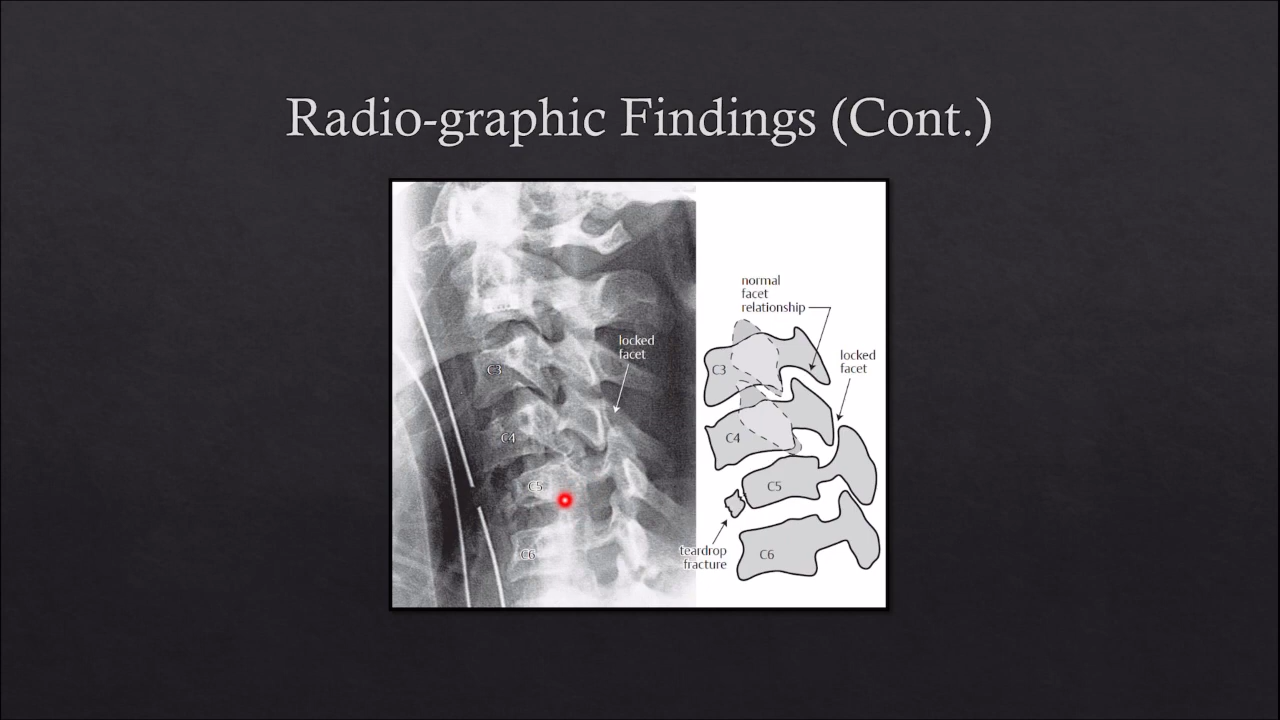 Radio-graphic Findings (Cont.)
locked
facet
C3
C4
C5
C6
normal
facet
relationship
locked
facet
C3
C4
C5
C6
teardrop
fracture